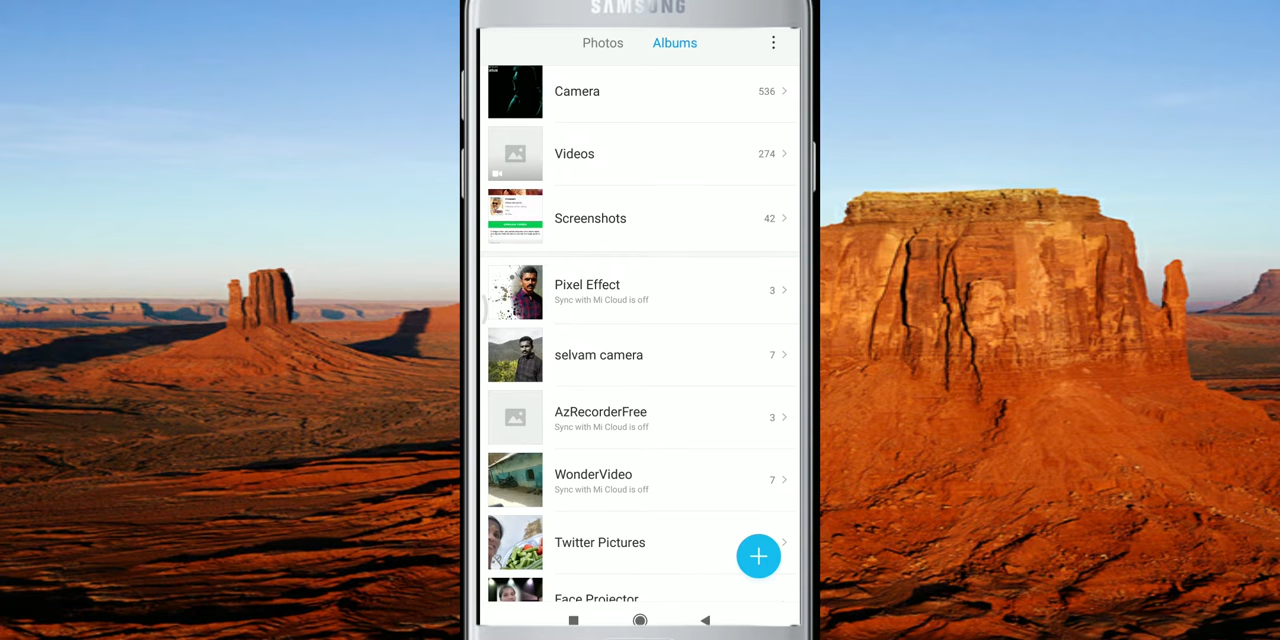 SAMSUNG
Photos Albums
Camera 536
Videos 274
Screenshots 42
Pixel Effect 3
Sync with Mi Cloud is off
selvam camera 7
AzRecorderFree 3
Sync with Mi Cloud is off
WonderVideo 7
Sync with Mi Cloud is off
Twitter Pictures
Face Projector